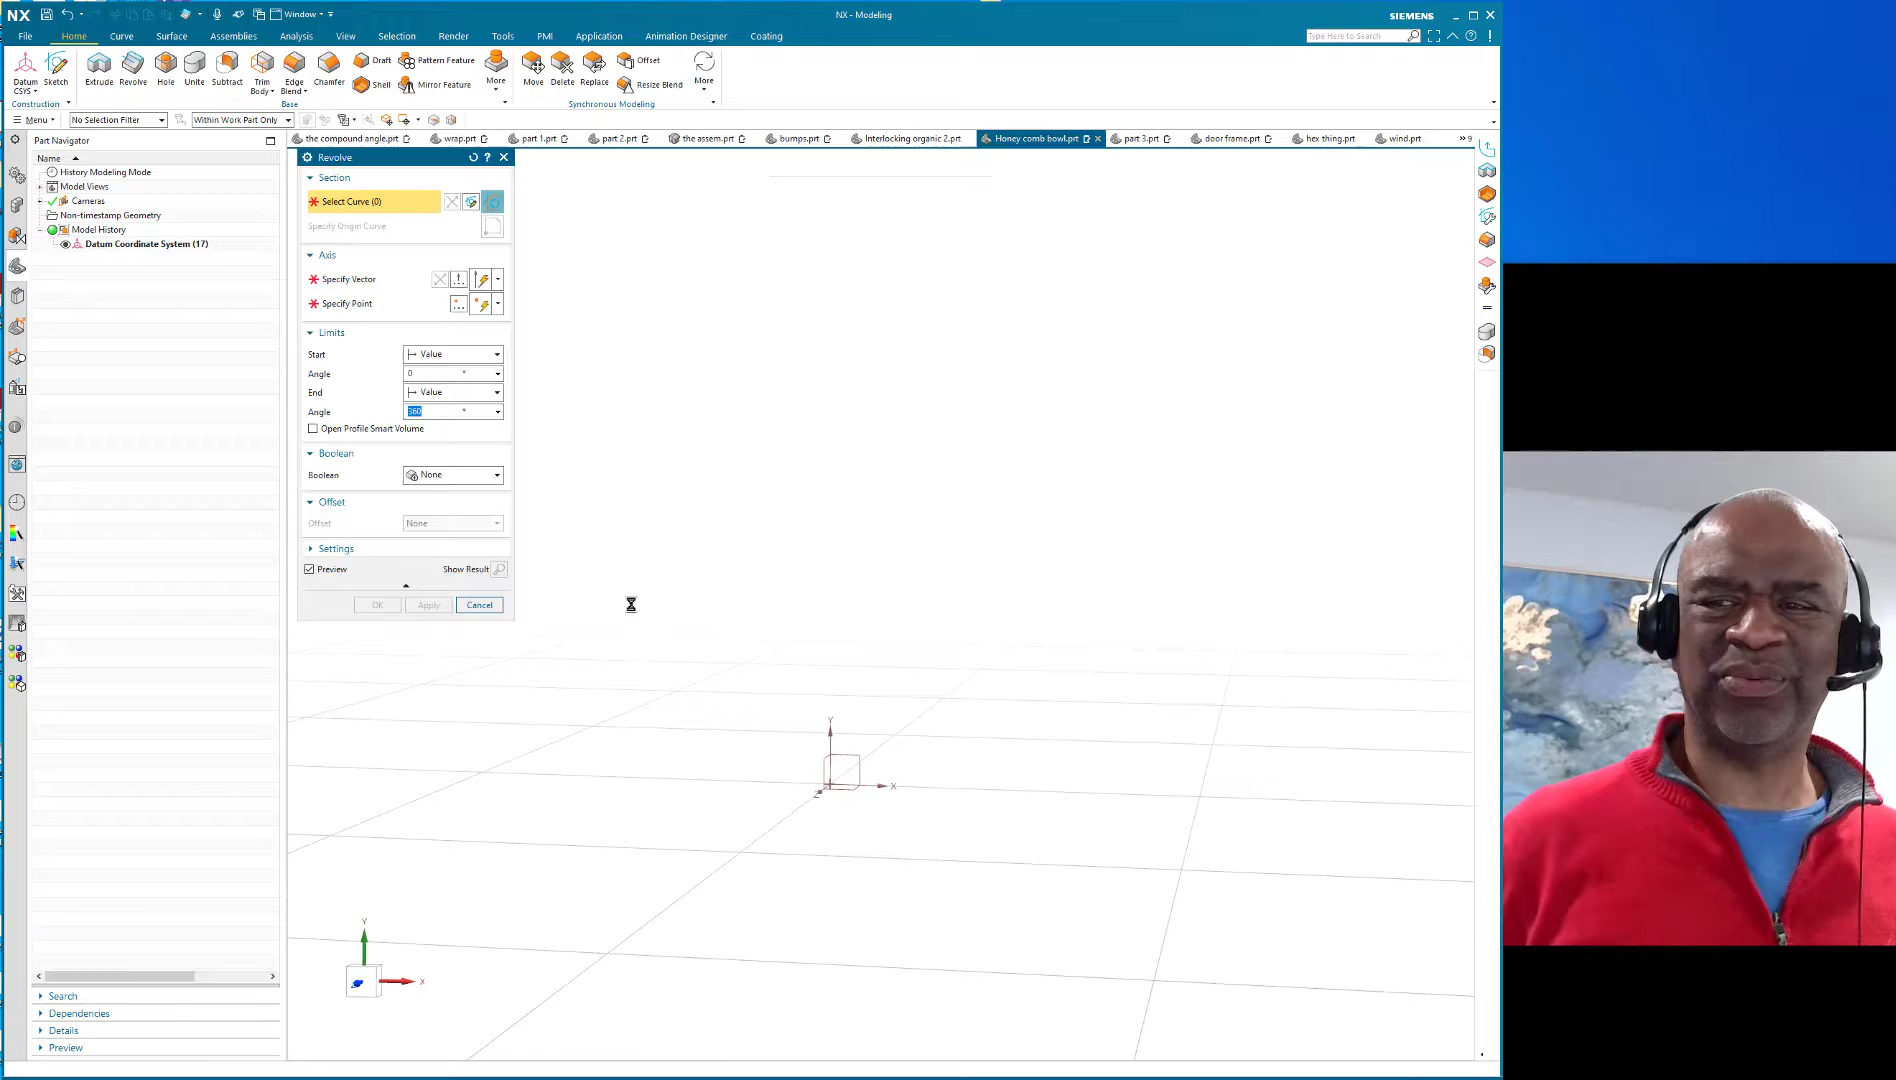 NX Window NX - Modeling SIEMENS
File Home Curve Surface Assemblies Analysis View Selection Render Tools PMI Application Animation Designer Coating Type Here to Search
Datum CSYS Sketch Extrude Revolve Hole Unite Subtract Trim Body Edge Blend Chamfer Draft Shell Pattern Feature Mirror Feature More Move Delete Replace Offset Resize Blend More
Construction Base Synchronous Modeling
Menu No Selection Filter Within Work Part Only
Part Navigator the compound angle.prt wrap.prt part 1.prt part 2.prt the assem.prt bumps.prt Interlocking organic 2.prt Honey comb bowl.prt part 3.prt door frame.prt hex thing.prt wind.prt 9
Name
History Modeling Mode
Model Views
Cameras
Non-timestamp Geometry
Model History
Datum Coordinate System (17)
Revolve
Section
Select Curve (0)
Specify Origin Curve
Axis
Specify Vector
Specify Point
Limits
Start Value
Angle 0 °
End Value
Angle 360 °
Open Profile Smart Volume
Boolean
Boolean None
Offset
Offset None
Settings
Preview Show Result
OK Apply Cancel
Y
X
Z
Y
X
Search
Dependencies
Details
Preview